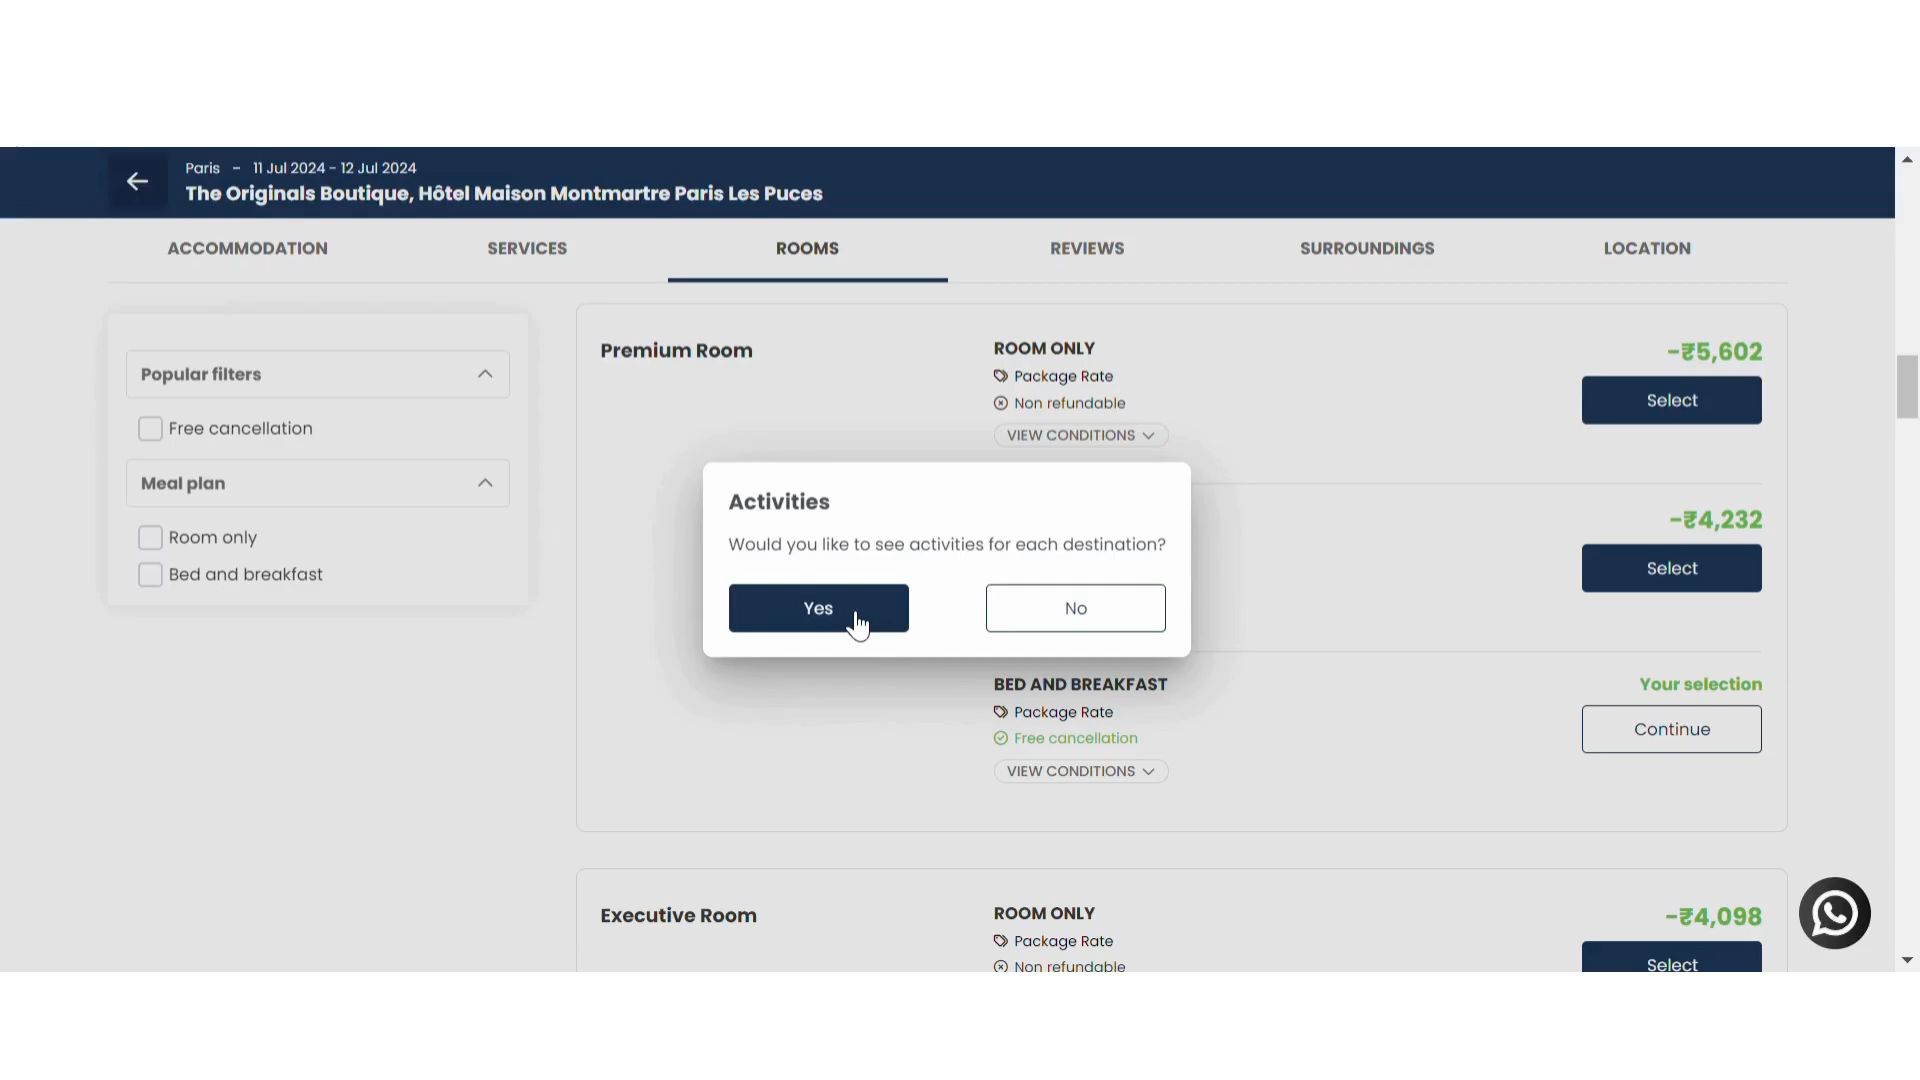 Paris - 11 Jul 2024 - 12 Jul 2024
The Originals Boutique, Hôtel Maison Montmartre Paris Les Puces
ACCOMMODATION
SERVICES
ROOMS
REVIEWS
SURROUNDINGS
LOCATION
Popular filters
Free cancellation
Meal plan
Room only
Bed and breakfast
Premium Room
ROOM ONLY
Package Rate
Non refundable
VIEW CONDITIONS
-₹5,602
Select
-₹4,232
Select
Activities
Would you like to see activities for each destination?
Yes
No
BED AND BREAKFAST
Package Rate
Free cancellation
VIEW CONDITIONS
Your selection
Continue
Executive Room
ROOM ONLY
Package Rate
Non refundable
-₹4,098
Select